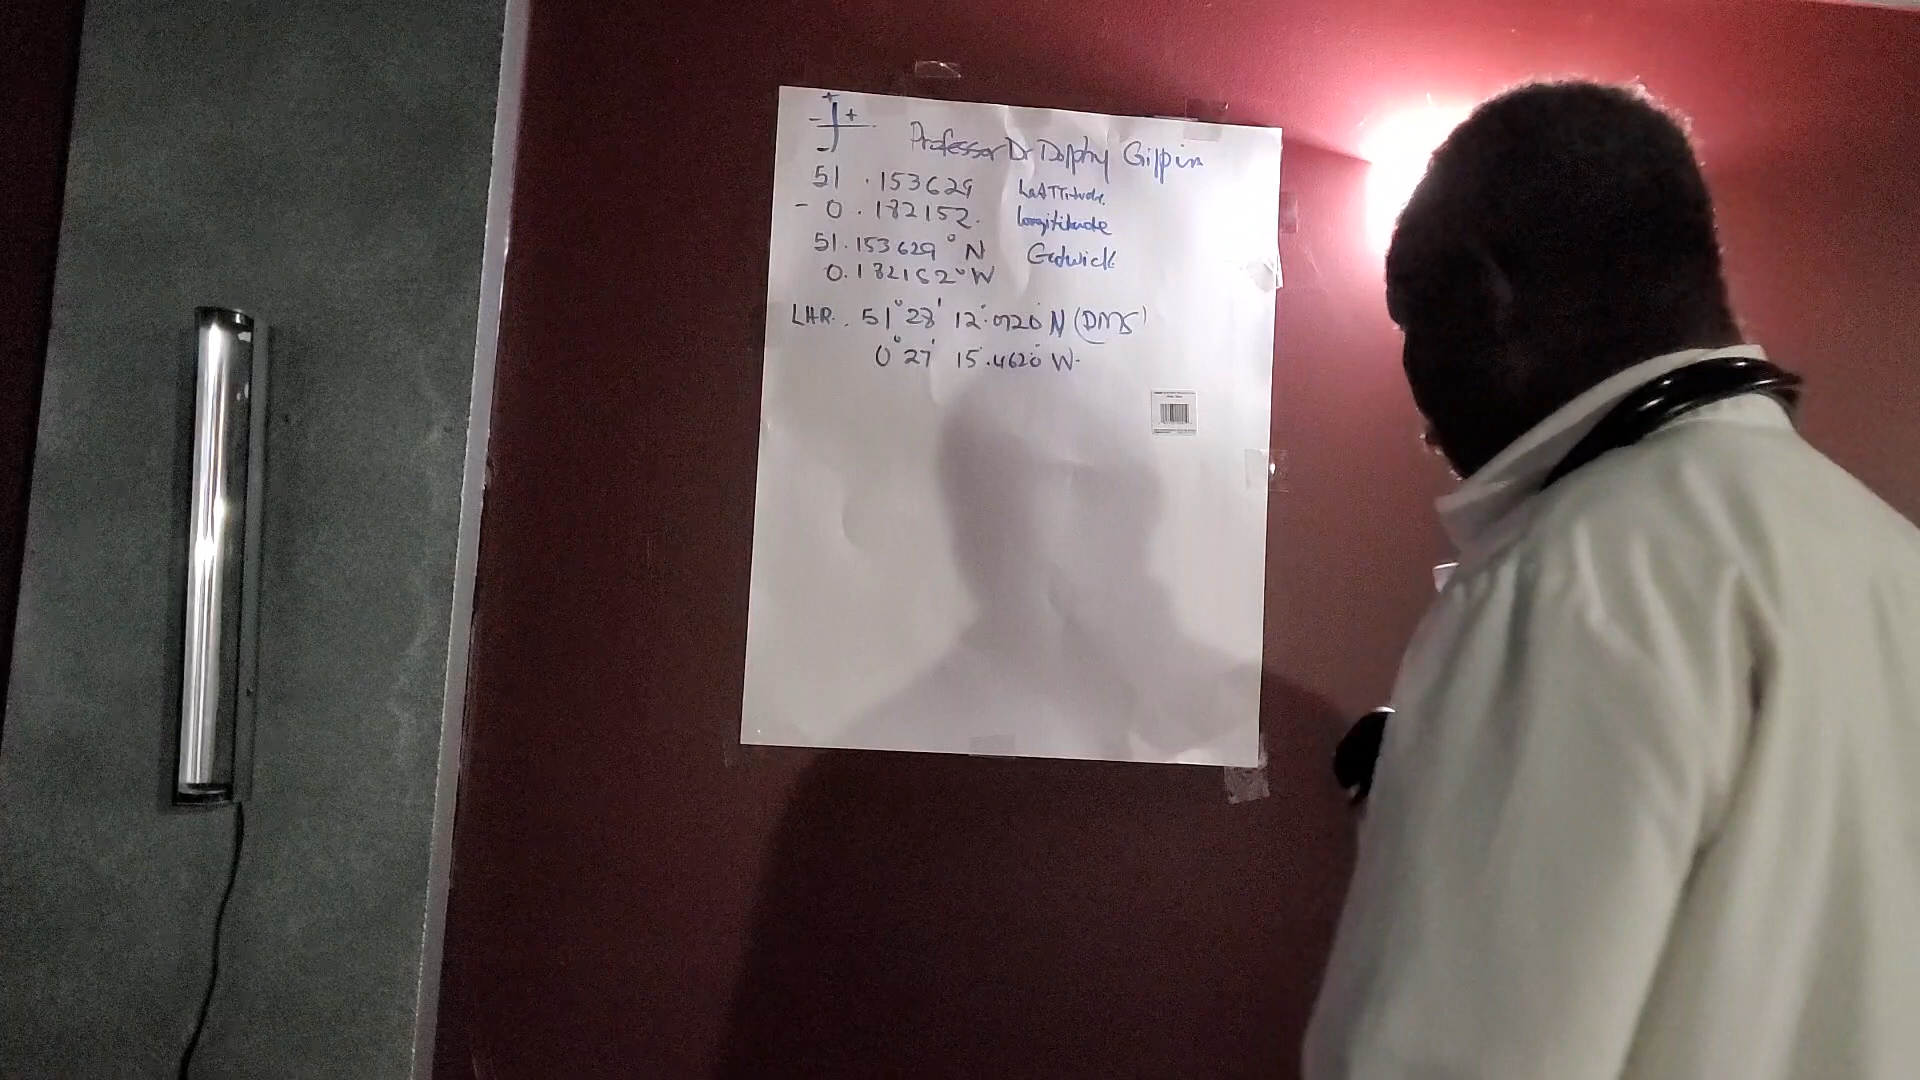 +
- +
-
Professor Dr Dolphy Gilpin
51.153629 LaTTitude
- 0.182152. longitude
51.153629° N Gatwick
0.182152° W
LHR. 51° 28' 12.0720" N (DMS)
0° 27' 15.4620" W.